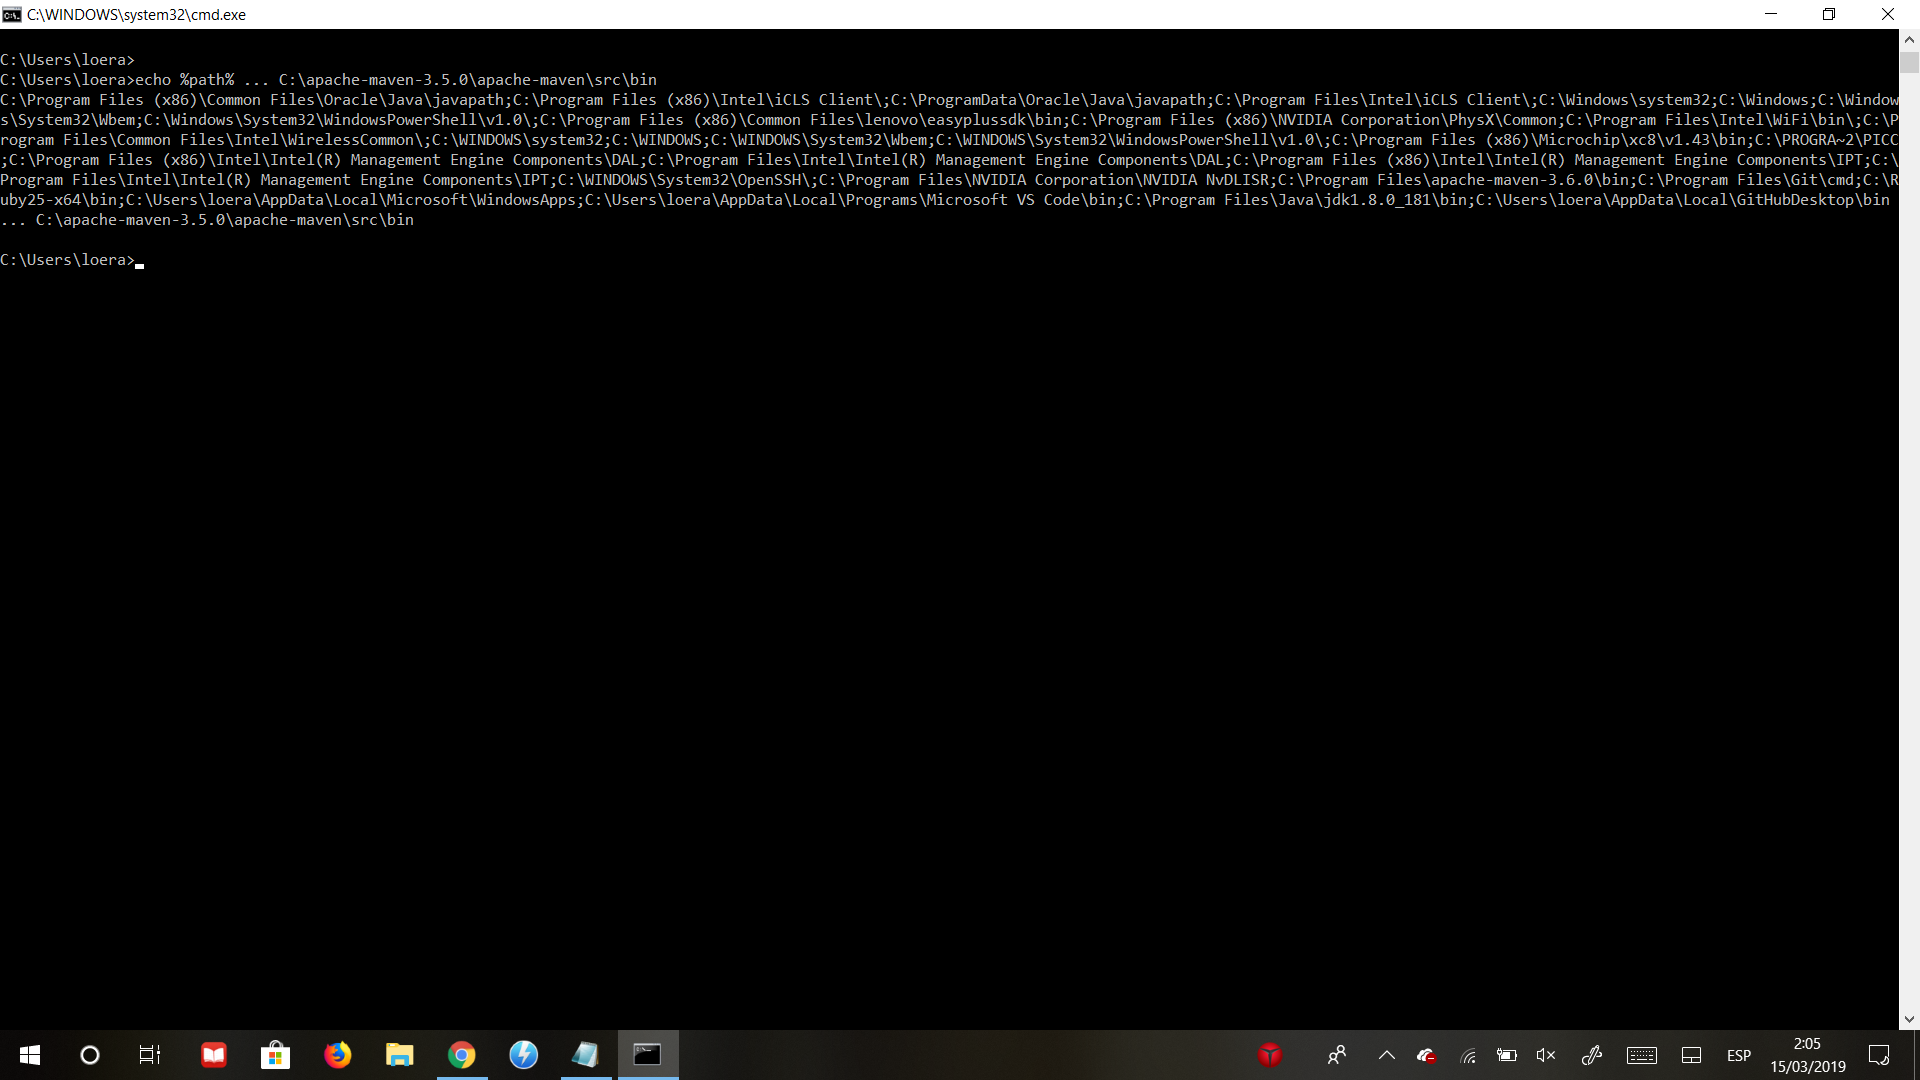 C:\WINDOWS\system32\cmd.exe
C:\Users\loera>
C:\Users\loera>echo %path% ... C:\apache-maven-3.5.0\apache-maven\src\bin
C:\Program Files (x86)\Common Files\Oracle\Java\javapath;C:\Program Files (x86)\Intel\iCLS Client\;C:\ProgramData\Oracle\Java\javapath;C:\Program Files\Intel\iCLS Client\;C:\Windows\system32;C:\Windows;C:\Window
s\System32\Wbem;C:\Windows\System32\WindowsPowerShell\v1.0\;C:\Program Files (x86)\Common Files\lenovo\easyplussdk\bin;C:\Program Files (x86)\NVIDIA Corporation\PhysX\Common;C:\Program Files\Intel\WiFi\bin\;C:\P
rogram Files\Common Files\Intel\WirelessCommon\;C:\WINDOWS\system32;C:\WINDOWS;C:\WINDOWS\System32\Wbem;C:\WINDOWS\System32\WindowsPowerShell\v1.0\;C:\Program Files (x86)\Microchip\xc8\v1.43\bin;C:\PROGRA~2\PICC
;C:\Program Files (x86)\Intel\Intel(R) Management Engine Components\DAL;C:\Program Files\Intel\Intel(R) Management Engine Components\DAL;C:\Program Files (x86)\Intel\Intel(R) Management Engine Components\IPT;C:\
Program Files\Intel\Intel(R) Management Engine Components\IPT;C:\WINDOWS\System32\OpenSSH\;C:\Program Files\NVIDIA Corporation\NVIDIA NvDLISR;C:\Program Files\apache-maven-3.6.0\bin;C:\Program Files\Git\cmd;C:\R
uby25-x64\bin;C:\Users\loera\AppData\Local\Microsoft\WindowsApps;C:\Users\loera\AppData\Local\Programs\Microsoft VS Code\bin;C:\Program Files\Java\jdk1.8.0_181\bin;C:\Users\loera\AppData\Local\GitHubDesktop\bin
... C:\apache-maven-3.5.0\apache-maven\src\bin
C:\Users\loera>
ESP
2:05
15/03/2019